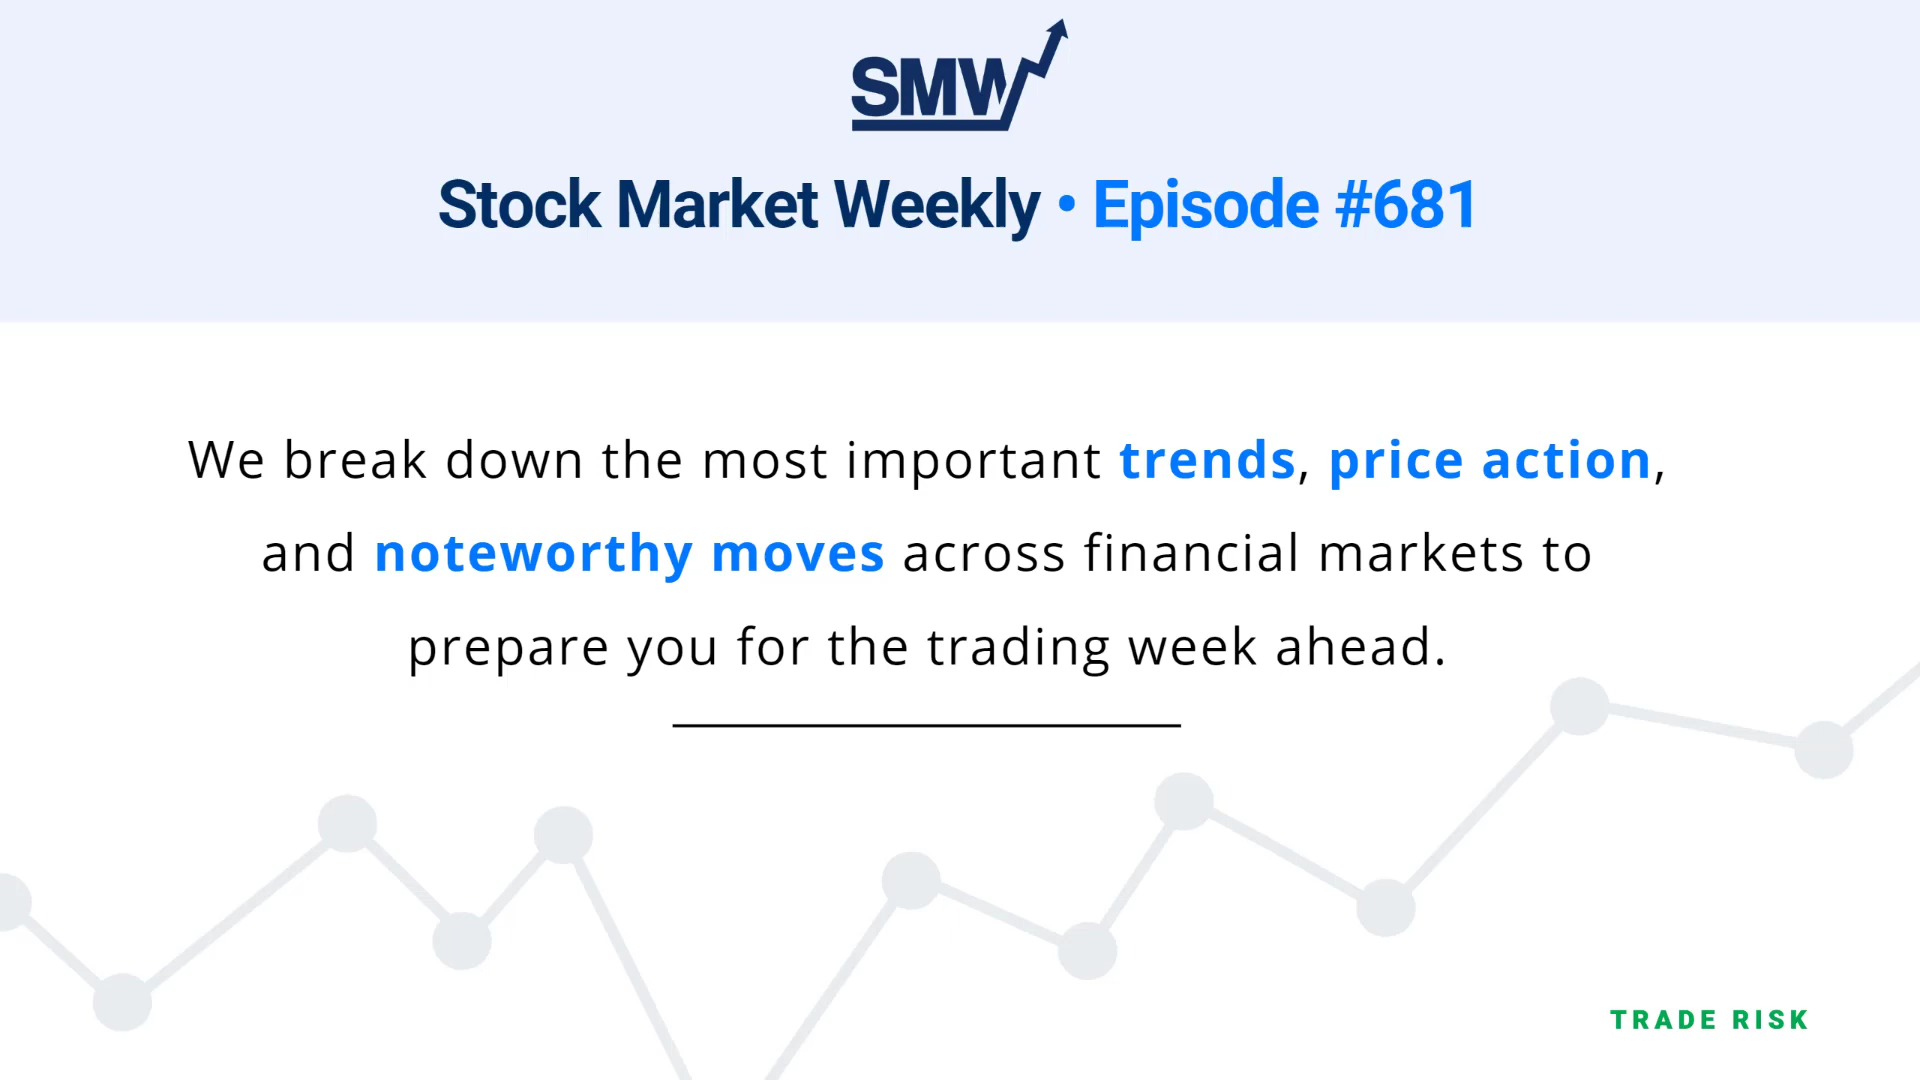 SMW
Stock Market Weekly • Episode #681
We break down the most important trends, price action,
and noteworthy moves across financial markets to
prepare you for the trading week ahead.
TRADE RISK